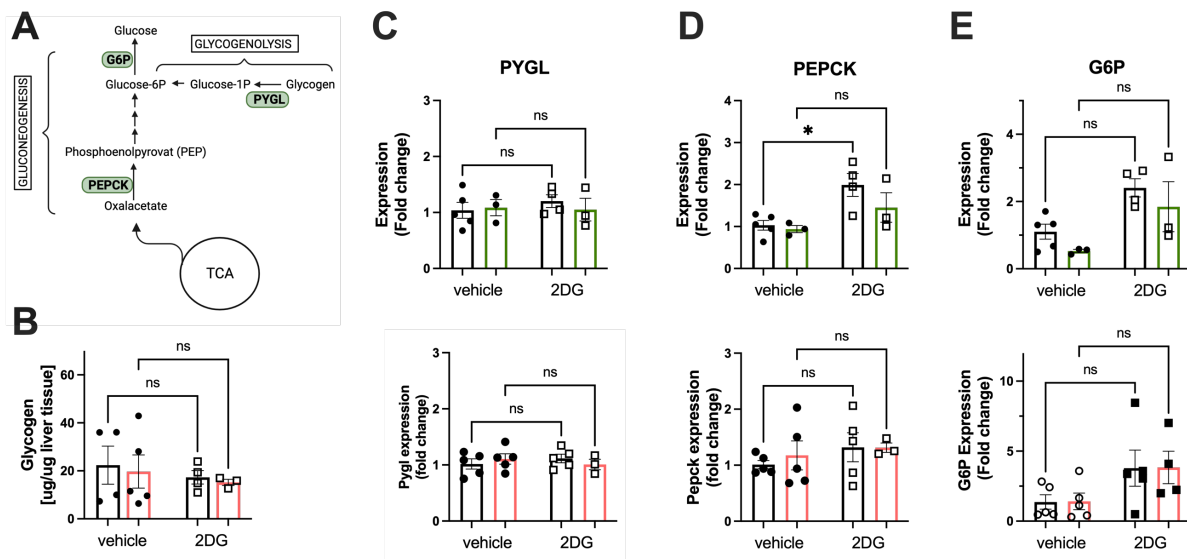 A
Glucose
G6P
GLYCOGENOLYSIS
Glucose-6P
Glucose-1P
Glycogen
PYGL
GLUCONEOGENESIS
Phosphoenolpyrovat (PEP)
PEPCK
Oxalacetate
TCA
B
Glycogen
[ug/ug liver tissue]
60
40
20
0
ns
ns
vehicle
2DG
C
PYGL
Expression
(Fold change)
3
2
1
0
ns
ns
vehicle
2DG
Pygl expression
(fold change)
3
2
1
0
ns
ns
vehicle
2DG
D
PEPCK
Expression
(Fold change)
4
3
2
1
0
ns
*
vehicle
2DG
Pepck expression
(fold change)
3
2
1
0
ns
ns
vehicle
2DG
E
G6P
Expression
(Fold change)
4
2
0
ns
ns
vehicle
2DG
G6P Expression
(Fold change)
10
5
0
ns
ns
vehicle
2DG